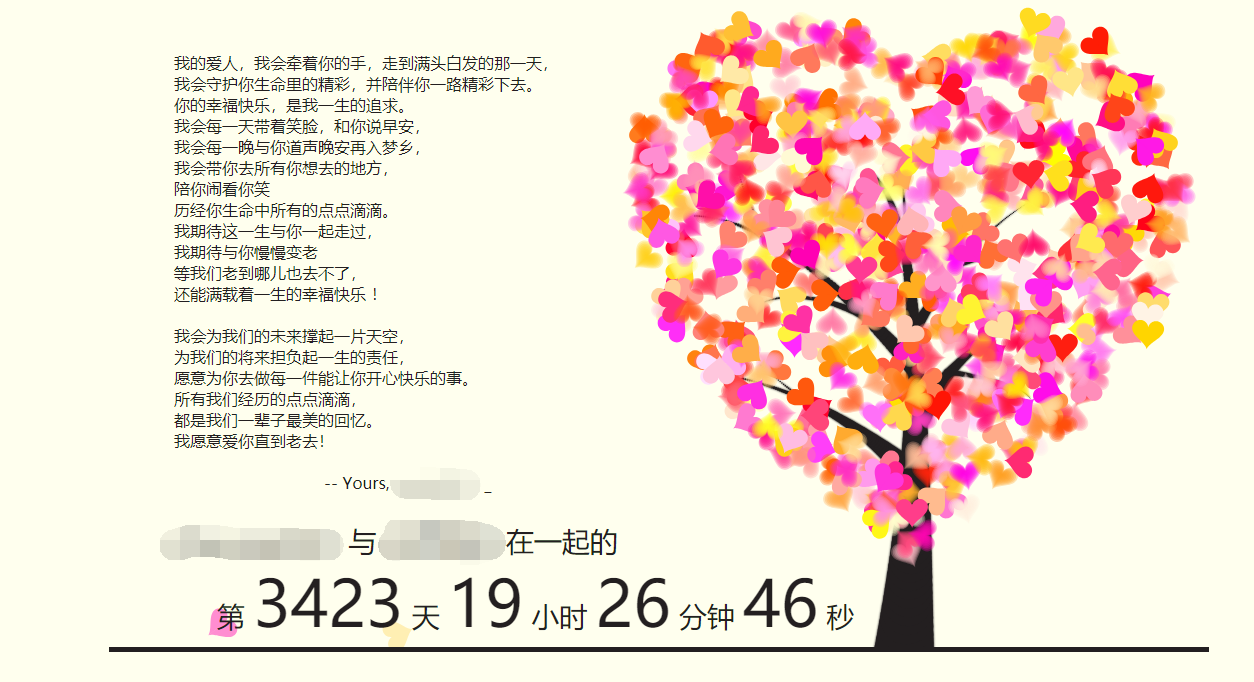 我的爱人，我会牵着你的手，走到满头白发的那一天，
我会守护你生命里的精彩，并陪伴你一路精彩下去。
你的幸福快乐，是我一生的追求。
我会每一天带着笑脸，和你说早安，
我会每一晚与你道声晚安再入梦乡，
我会带你去所有你想去的地方，
陪你闹看你笑
历经你生命中所有的点点滴滴。
我期待这一生与你一起走过，
我期待与你慢慢变老
等我们老到哪儿也去不了，
还能满载着一生的幸福快乐！
我会为我们的未来撑起一片天空，
为我们的将来担负起一生的责任，
愿意为你去做每一件能让你开心快乐的事。
所有我们经历的点点滴滴，
都是我们一辈子最美的回忆。
我愿意爱你直到老去！
-- Yours, _
与 在一起的
第 3423 天 19 小时 26 分钟 46 秒